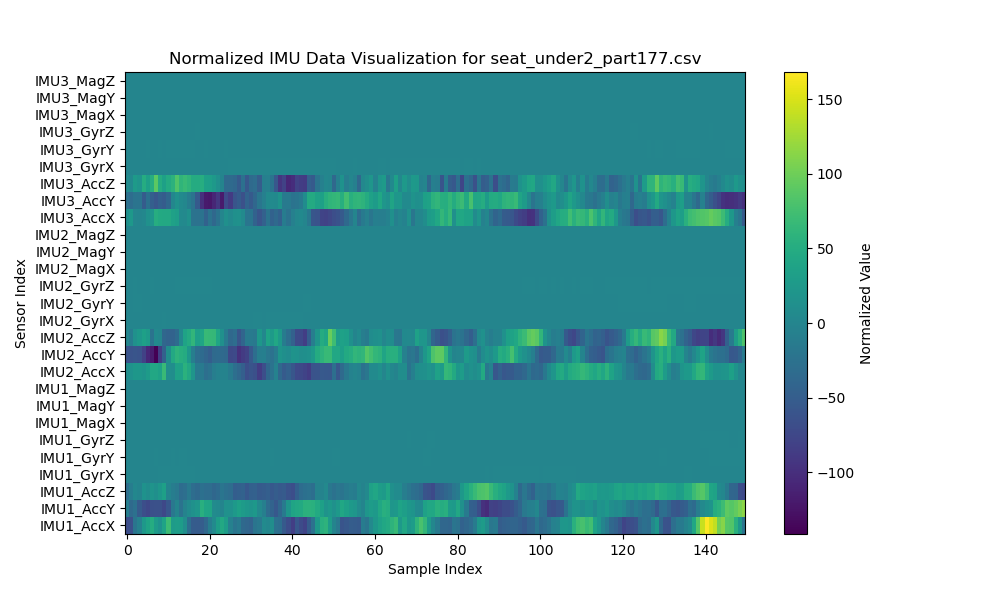 Normalized IMU Data Visualization for seat_under2_part177.csv
IMU3_MagZ
IMU3_MagY
IMU3_MagX
IMU3_GyrZ
IMU3_GyrY
IMU3_GyrX
IMU3_AccZ
IMU3_AccY
IMU3_AccX
IMU2_MagZ
IMU2_MagY
IMU2_MagX
IMU2_GyrZ
IMU2_GyrY
IMU2_GyrX
IMU2_AccZ
IMU2_AccY
IMU2_AccX
IMU1_MagZ
IMU1_MagY
IMU1_MagX
IMU1_GyrZ
IMU1_GyrY
IMU1_GyrX
IMU1_AccZ
IMU1_AccY
IMU1_AccX
Sensor Index
0 20 40 60 80 100 120 140
Sample Index
150
100
50
0
−50
−100
Normalized Value